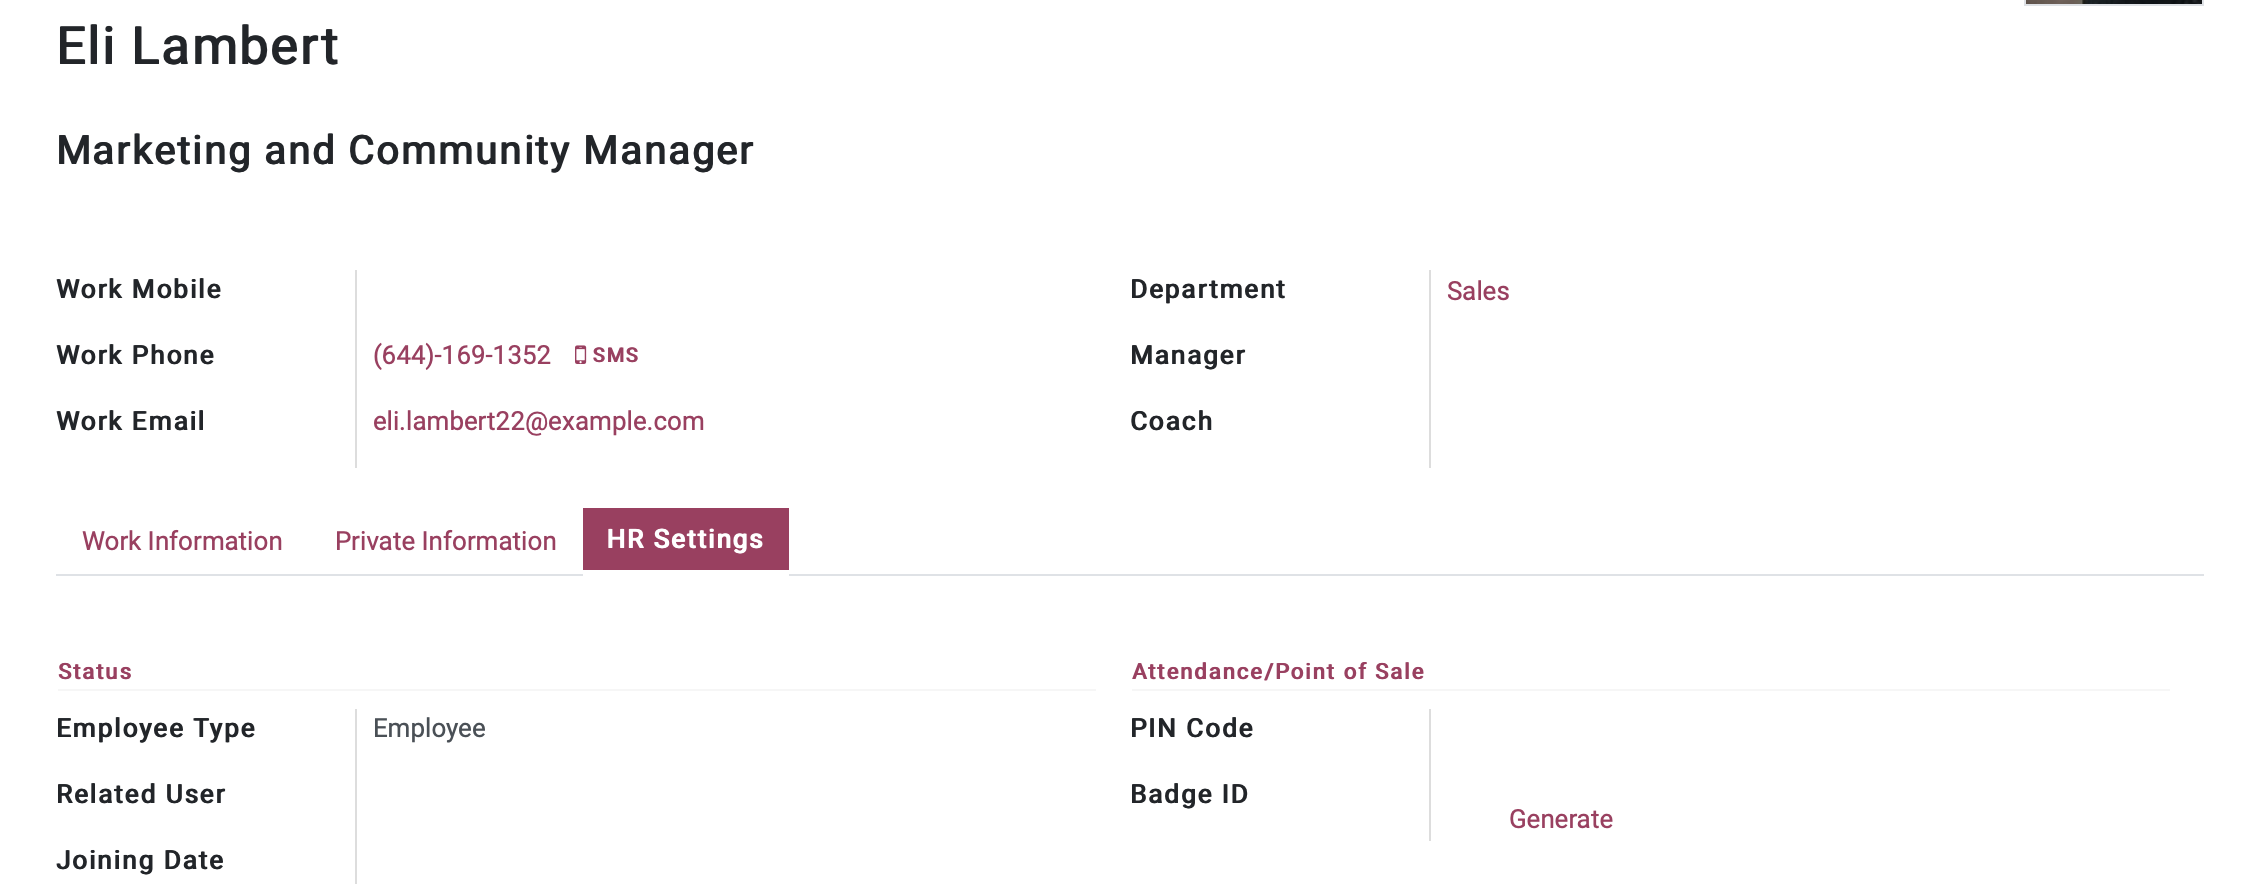 Eli Lambert
Marketing and Community Manager
Work Mobile
Work Phone (644)-169-1352 SMS
Work Email eli.lambert22@example.com
Department Sales
Manager
Coach
Work Information Private Information HR Settings
Status
Employee Type Employee
Related User
Joining Date
Attendance/Point of Sale
PIN Code
Badge ID
Generate